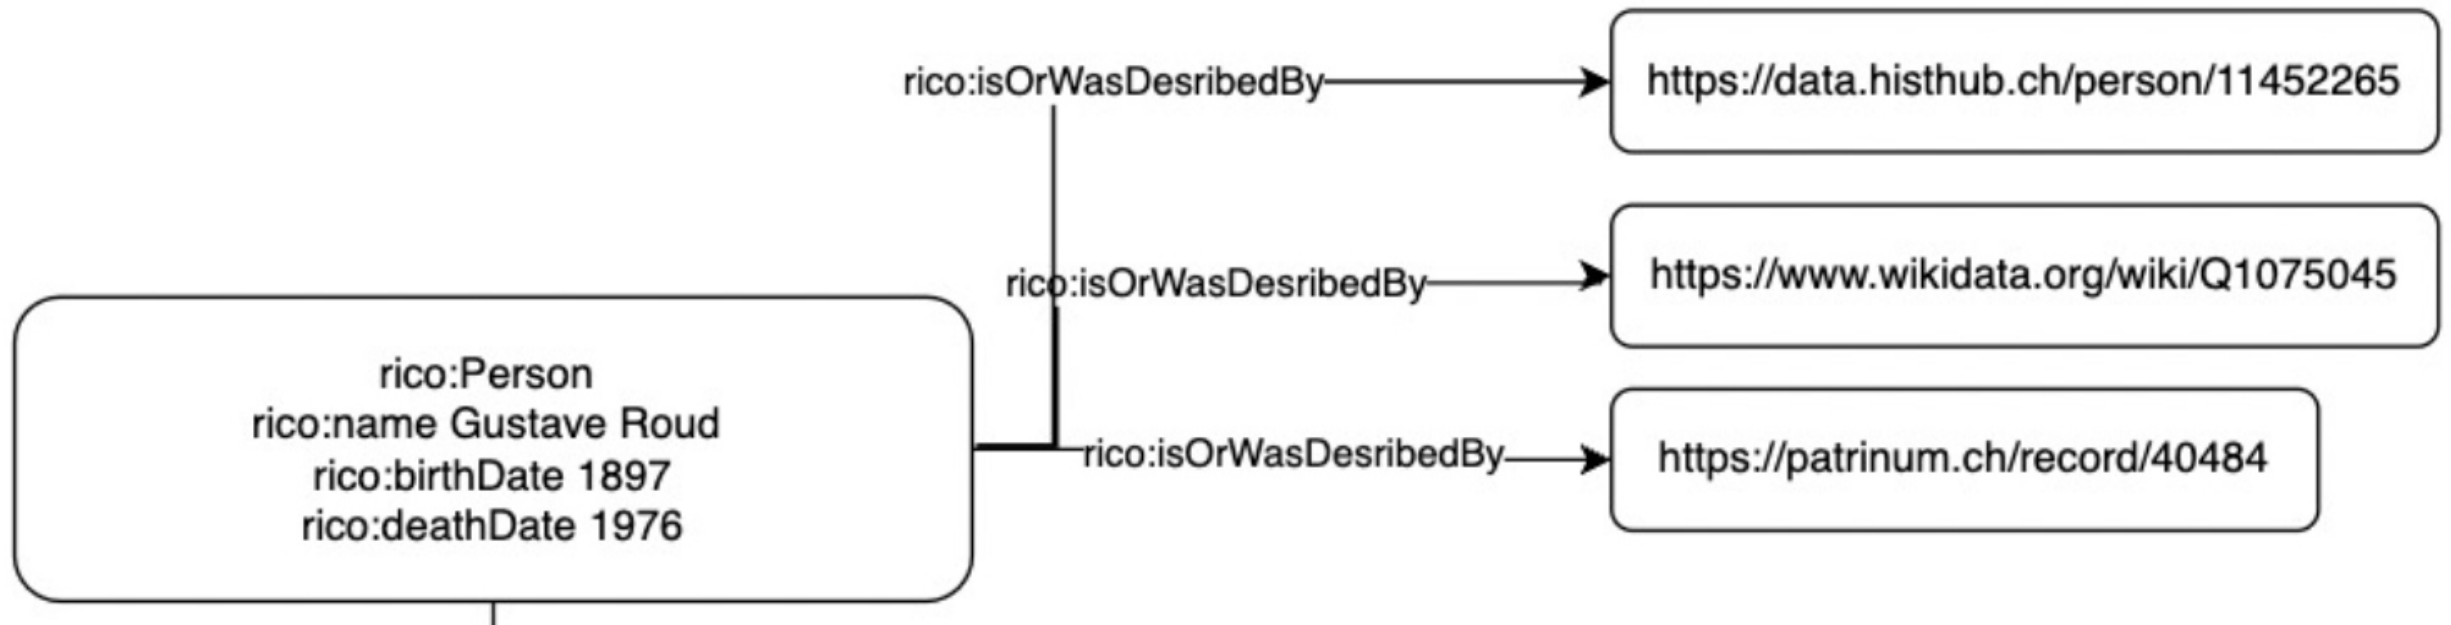 rico:isOrWasDesribedBy
https://data.histhub.ch/person/11452265
rico:isOrWasDesribedBy
https://www.wikidata.org/wiki/Q1075045
rico:Person
rico:name Gustave Roud
rico:birthDate 1897
rico:deathDate 1976
rico:isOrWasDesribedBy
https://patrinum.ch/record/40484